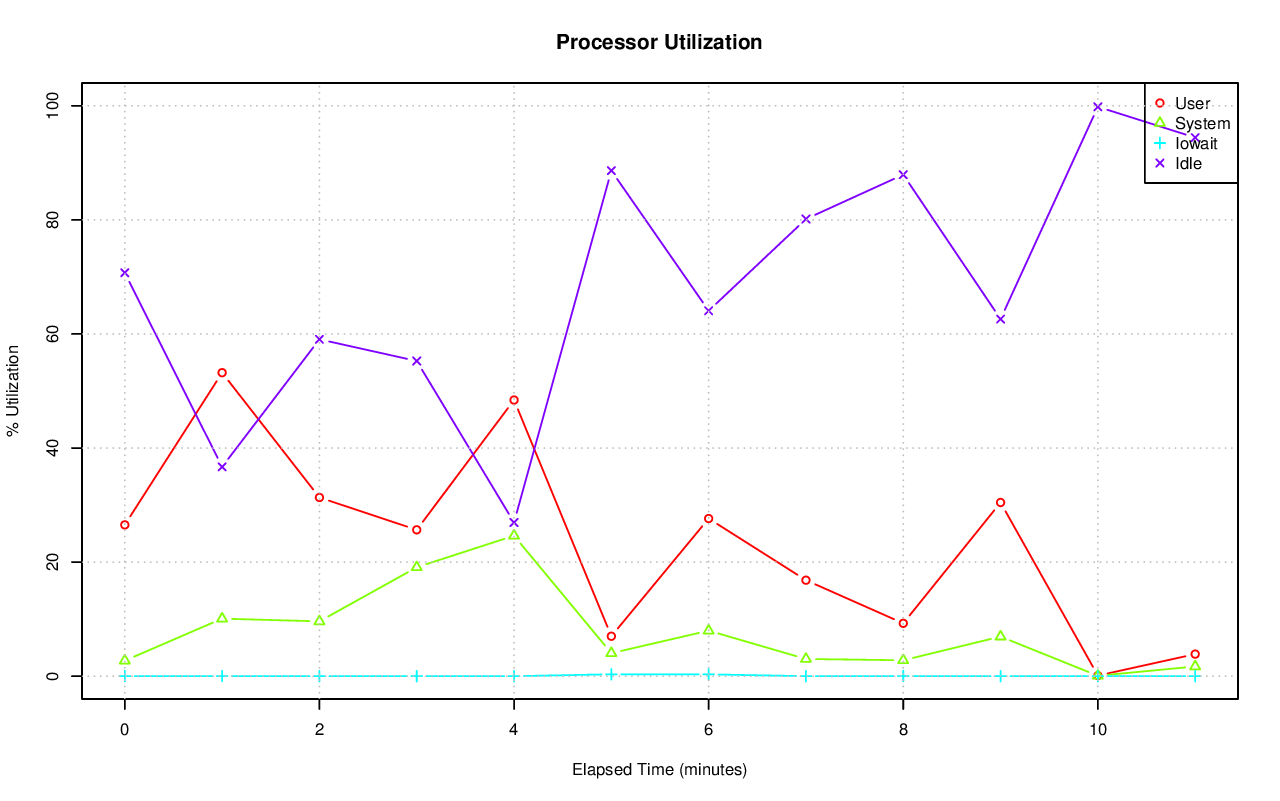 Processor Utilization
100
80
60
40
20
0
% Utilization
User
System
Iowait
Idle
0 2 4 6 8 10
Elapsed Time (minutes)